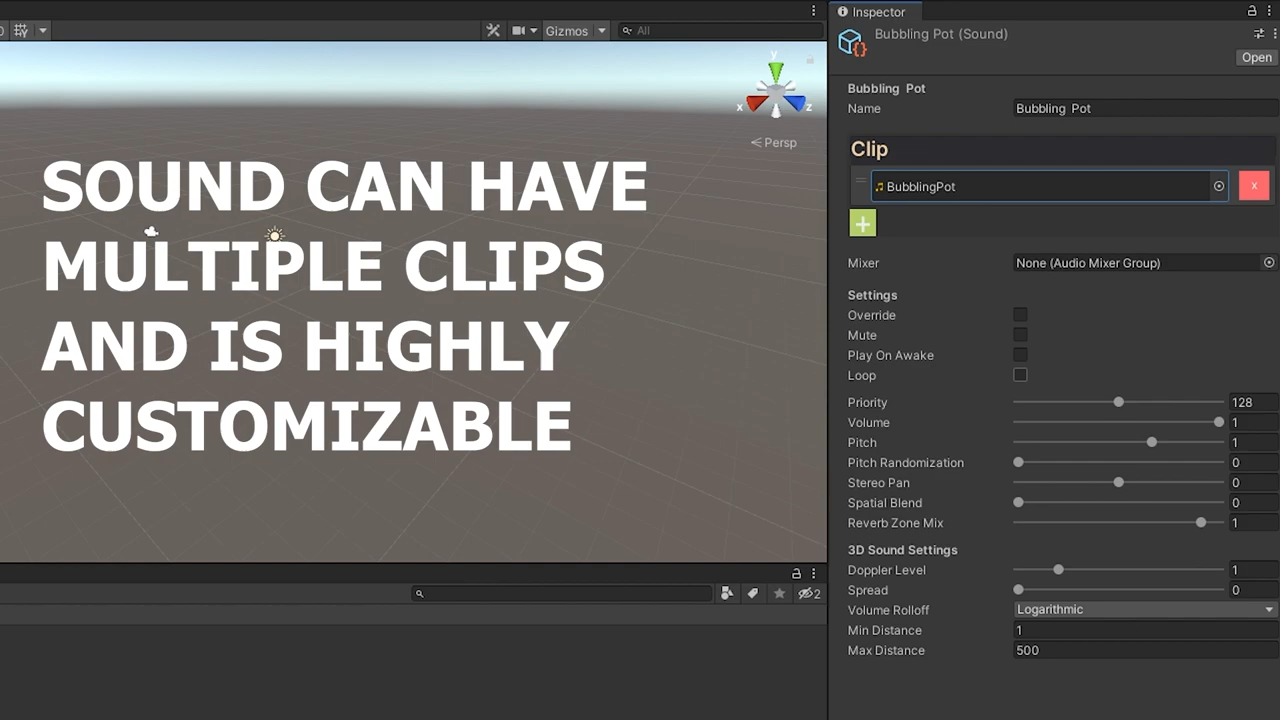 Inspector
Gizmos
All
Bubbling Pot (Sound)
Open
y
x
z
Persp
SOUND CAN HAVE
MULTIPLE CLIPS
AND IS HIGHLY
CUSTOMIZABLE
2
Bubbling Pot
Name Bubbling Pot
Clip
BubblingPot x
+
Mixer None (Audio Mixer Group)
Settings
Override
Mute
Play On Awake
Loop
Priority 128
Volume 1
Pitch 1
Pitch Randomization 0
Stereo Pan 0
Spatial Blend 0
Reverb Zone Mix 1
3D Sound Settings
Doppler Level 1
Spread 0
Volume Rolloff Logarithmic
Min Distance 1
Max Distance 500